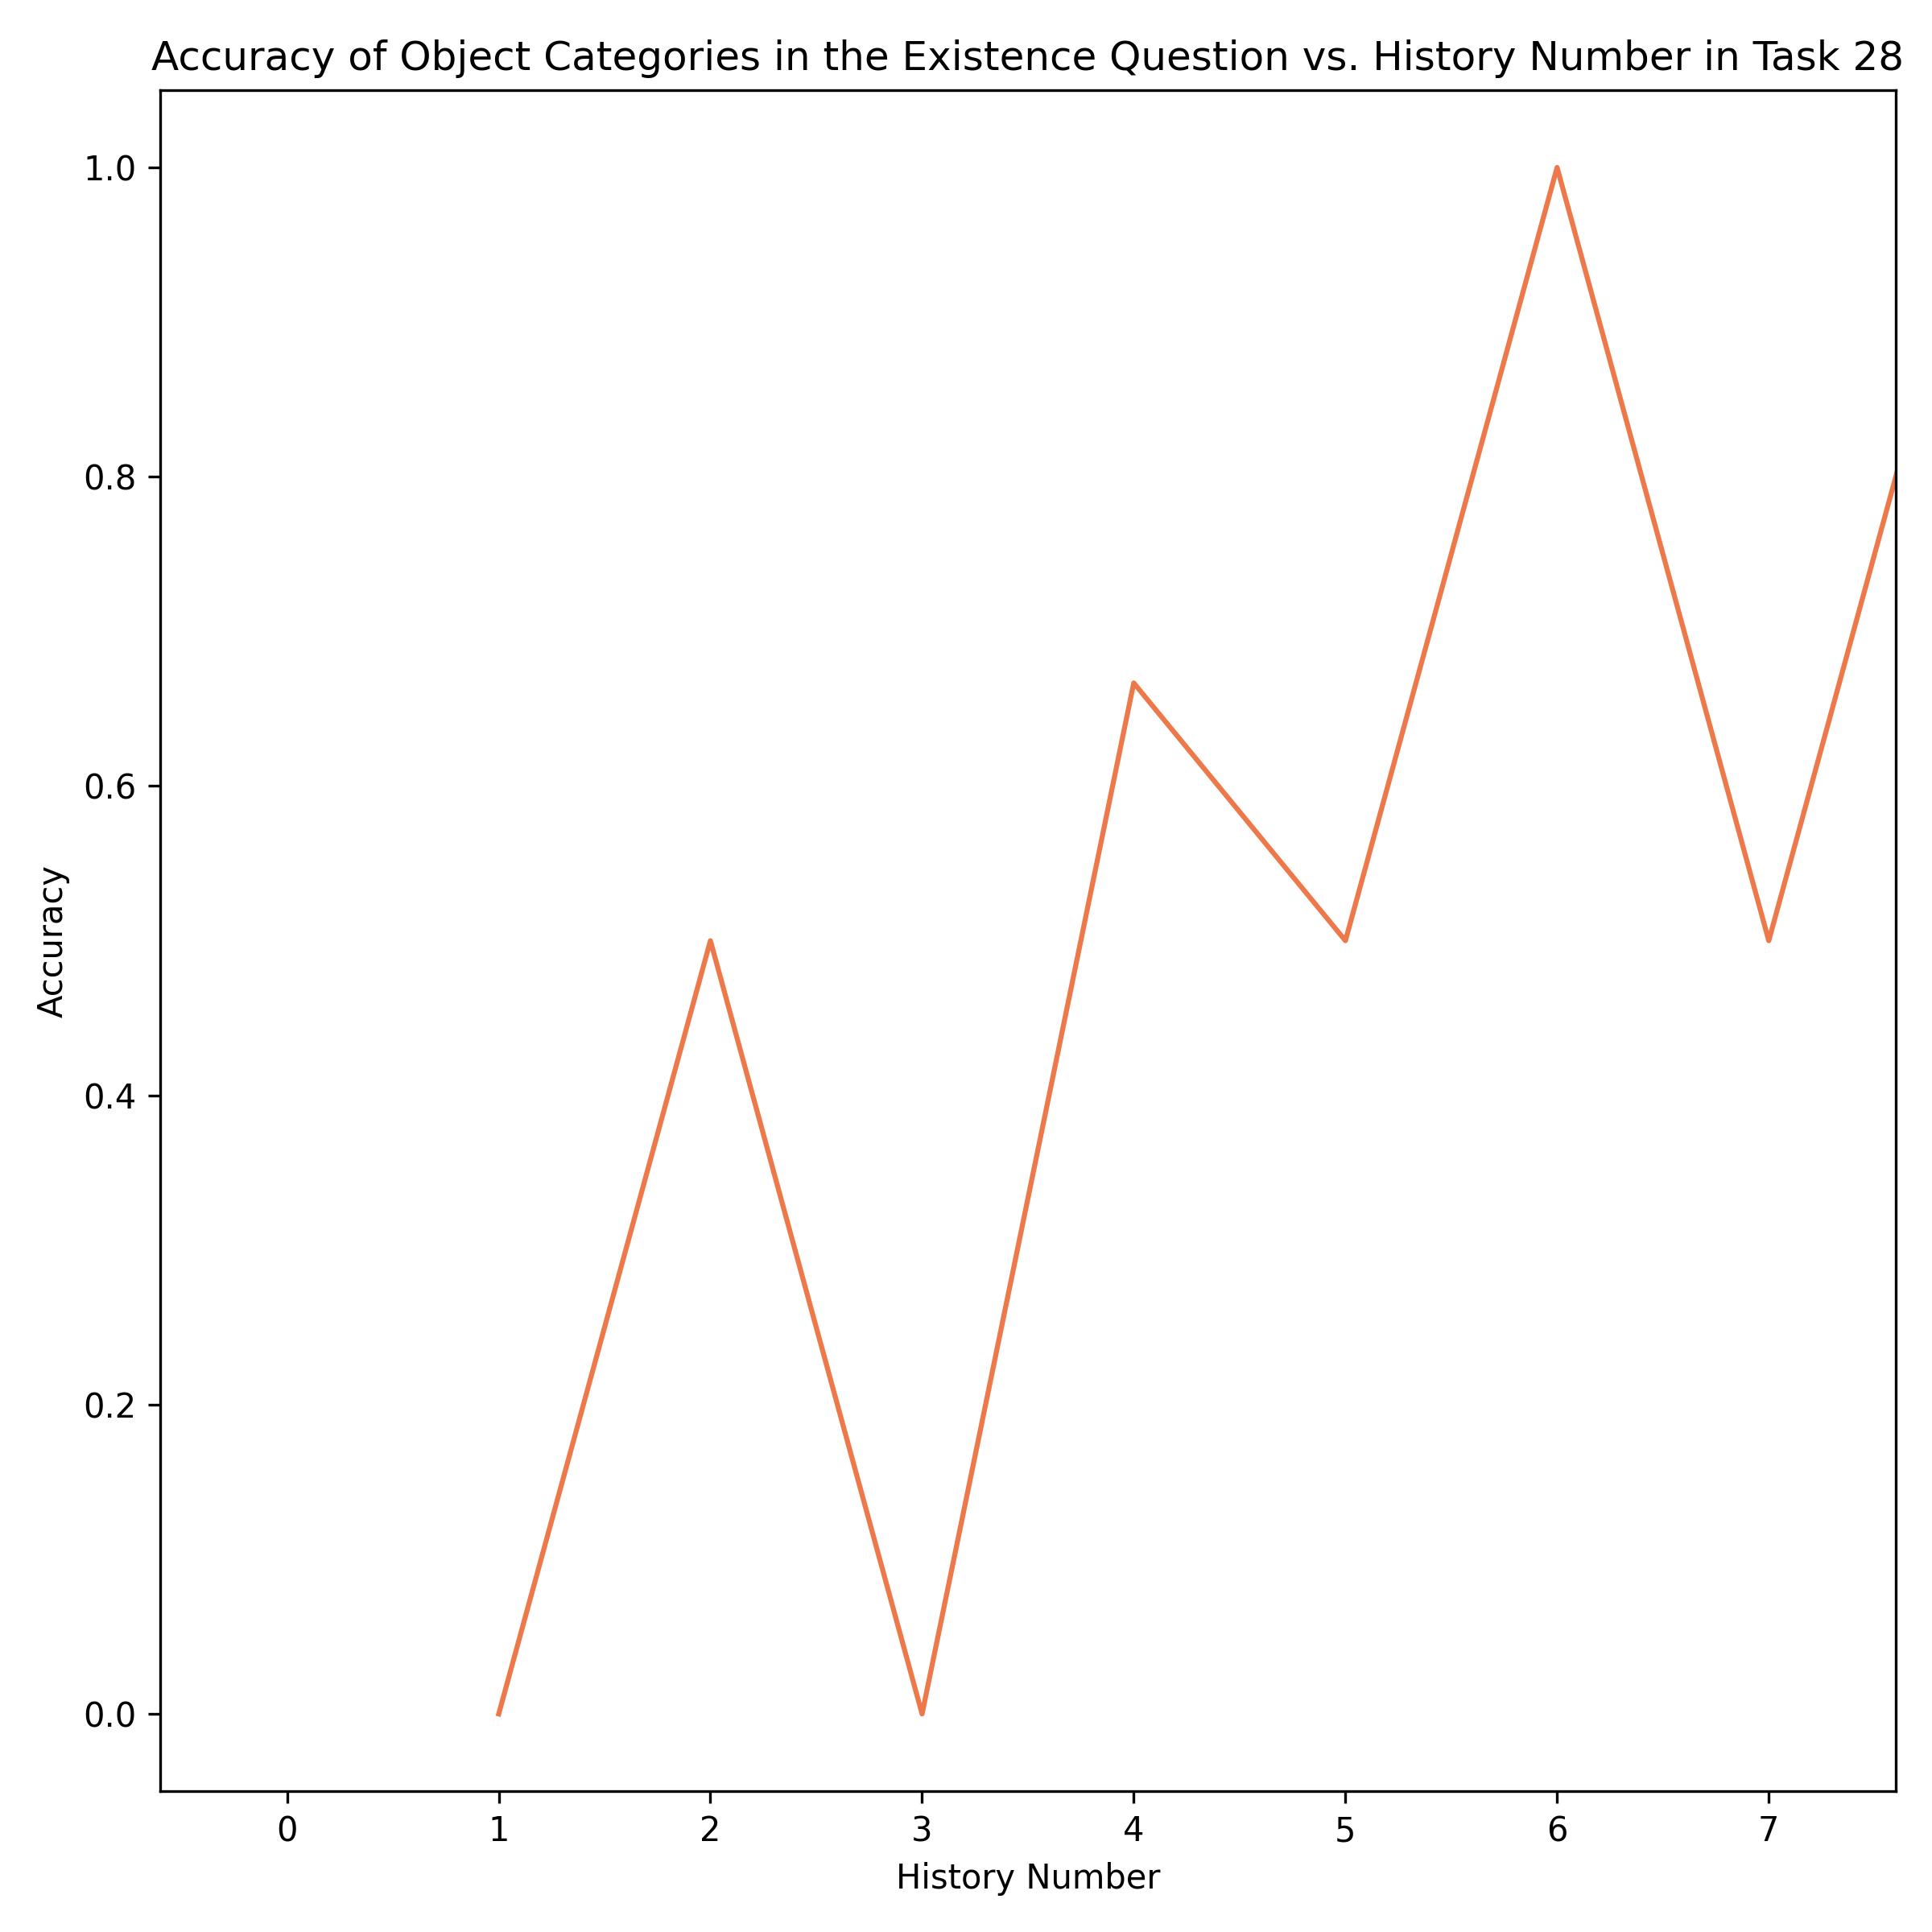 Accuracy of Object Categories in the Existence Question vs. History Number in Task 28
1.0
0.8
0.6
0.4
0.2
0.0
Accuracy
0 1 2 3 4 5 6 7
History Number